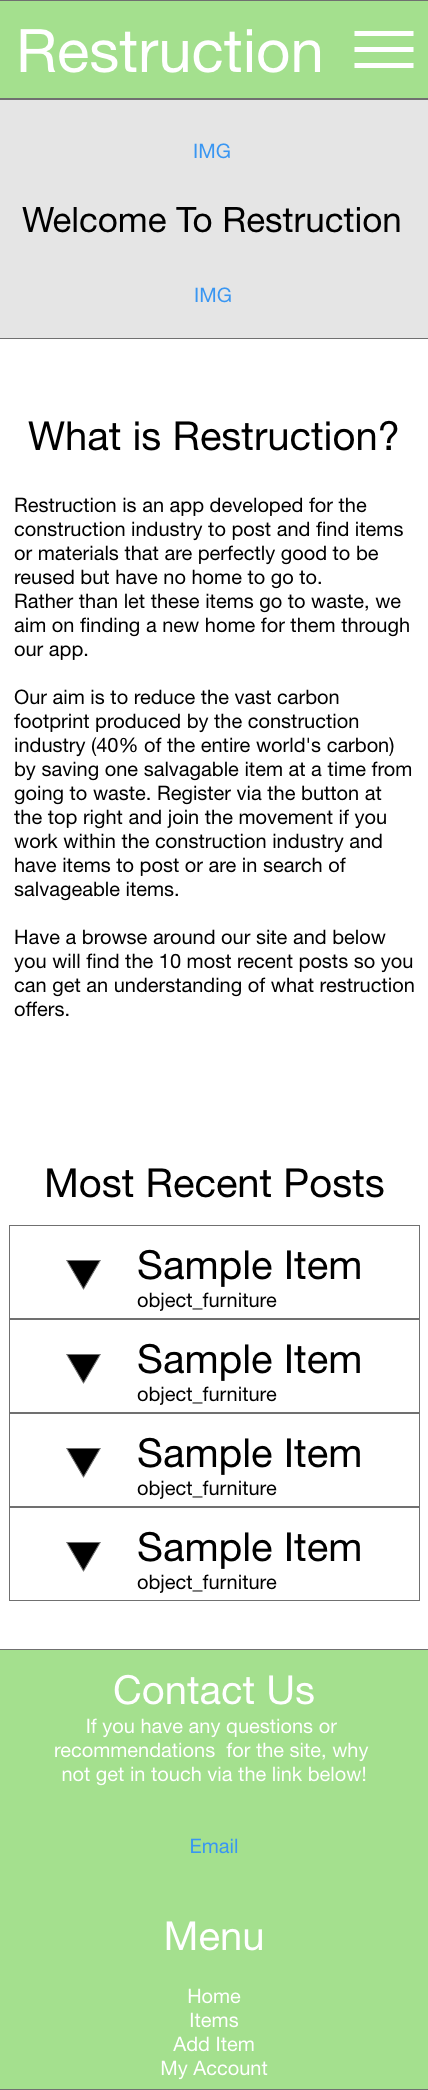 Restruction
IMG
Welcome To Restruction
IMG
What is Restruction?
Restruction is an app developed for the
construction industry to post and find items
or materials that are perfectly good to be
reused but have no home to go to.
Rather than let these items go to waste, we
aim on finding a new home for them through
our app.
Our aim is to reduce the vast carbon
footprint produced by the construction
industry (40% of the entire world's carbon)
by saving one salvagable item at a time from
going to waste. Register via the button at
the top right and join the movement if you
work within the construction industry and
have items to post or are in search of
salvageable items.
Have a browse around our site and below
you will find the 10 most recent posts so you
can get an understanding of what restruction
offers.
Most Recent Posts
Sample Item
object_furniture
Sample Item
object_furniture
Sample Item
object_furniture
Sample Item
object_furniture
Contact Us
If you have any questions or
recommendations  for the site, why
not get in touch via the link below!
Email
Menu
Home
Items
Add Item
My Account